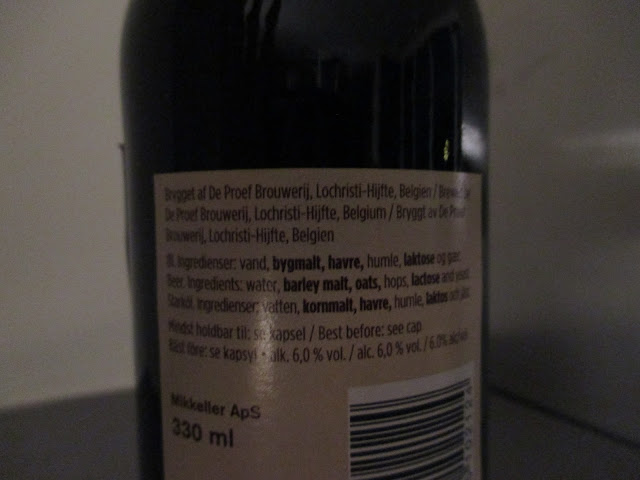 Brygget af De Proef Brouwerij, Lochristi-Hijfte, Belgien / Brewed by
De Proef Brouwerij, Lochristi-Hijfte, Belgium / Bryggt av De Proef
Brouwerij, Lochristi-Hijfte, Belgien
Øl. Ingredienser: vand, bygmalt, havre, humle, laktose og gær.
Beer. Ingredients: water, barley malt, oats, hops, lactose and yeast.
Starköl. Ingredienser: vatten, kornmalt, havre, humle, laktos och jäst.
Mindst holdbar til: se kapsel / Best before: see cap
Bäst före: se kapsyl • alk. 6,0 % vol. / alc. 6,0 % vol. / 6.0%
Mikkeller ApS
330 ml